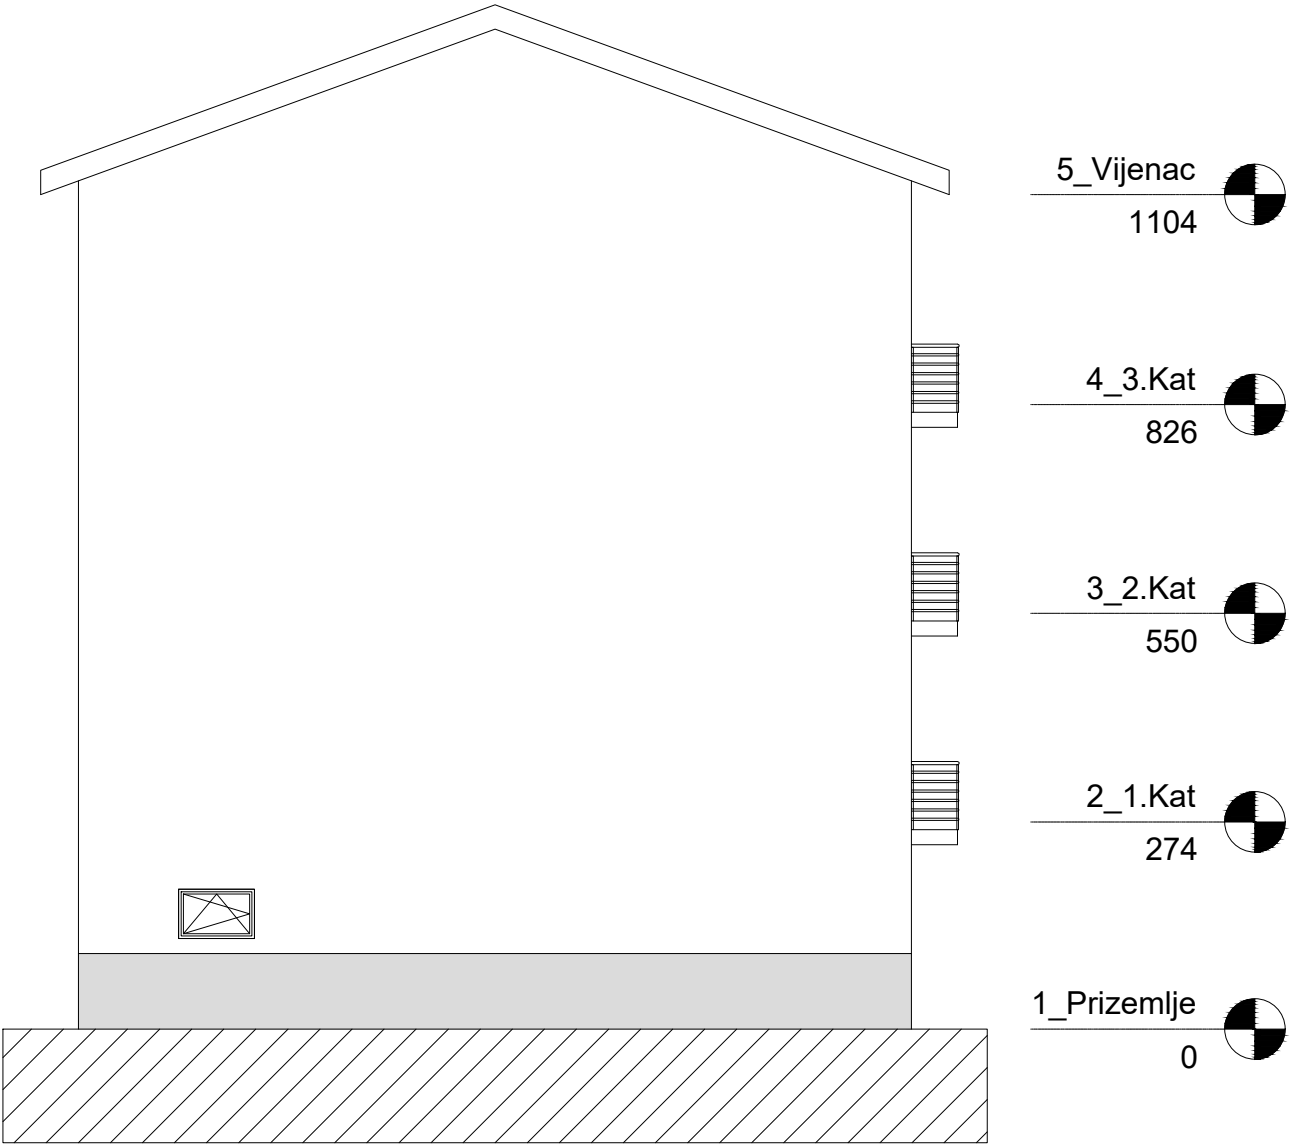 5_Vijenac
1104
4_3.Kat
826
3_2.Kat
550
2_1.Kat
274
1_Prizemlje
0